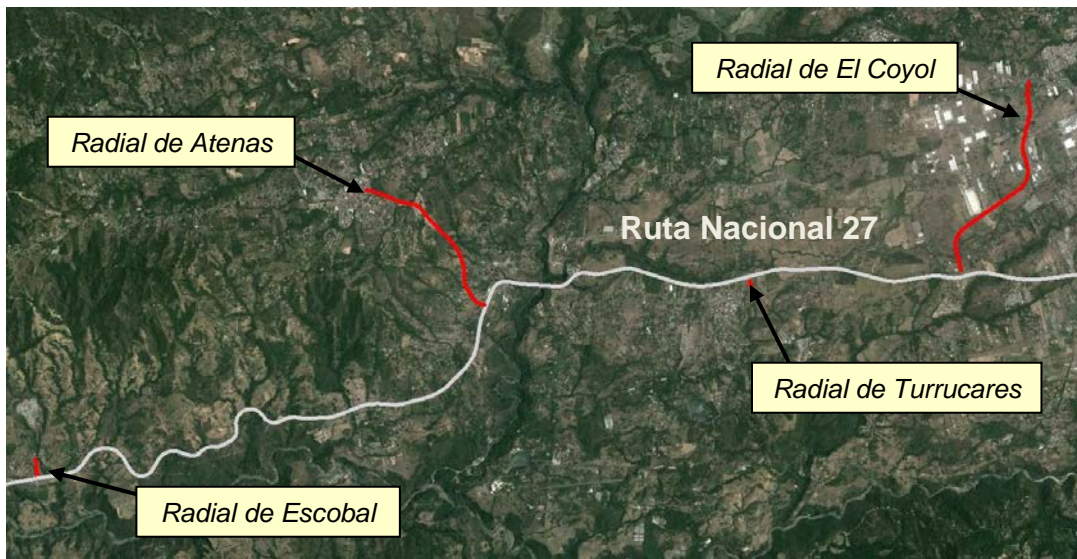 Radial de El Coyol
Radial de Atenas
Ruta Nacional 27
Radial de Turrucares
Radial de Escobal